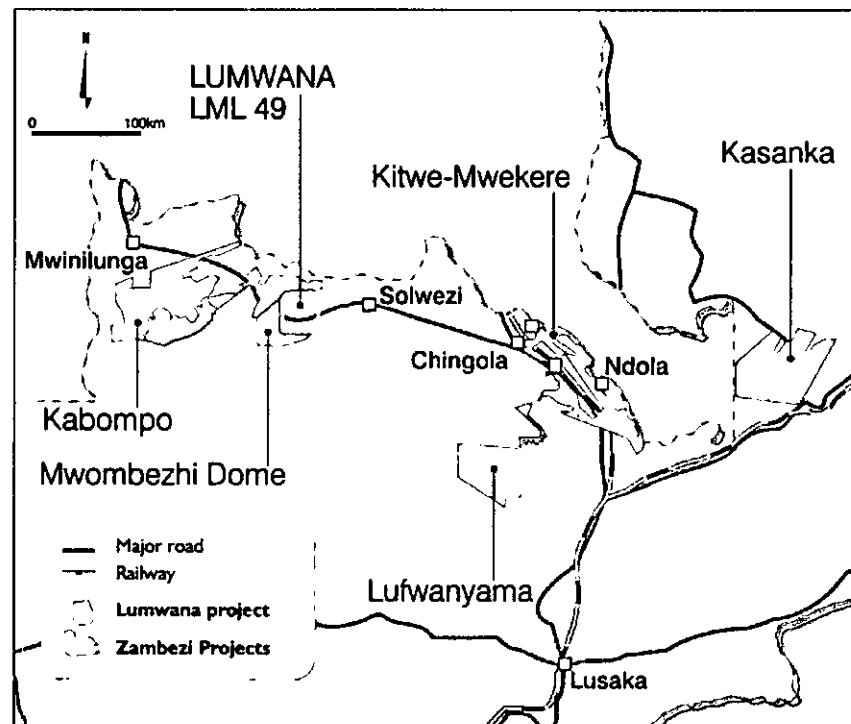 LUMWANA
LML 49
0 100km
Kitwe-Mwekere
Kasanka
Mwinilunga
Solwezi
Chingola
Ndola
Kabompo
Mwombezhi Dome
Major road
Railway
Lumwana project
Zambezi Projects
Lufwanyama
Lusaka